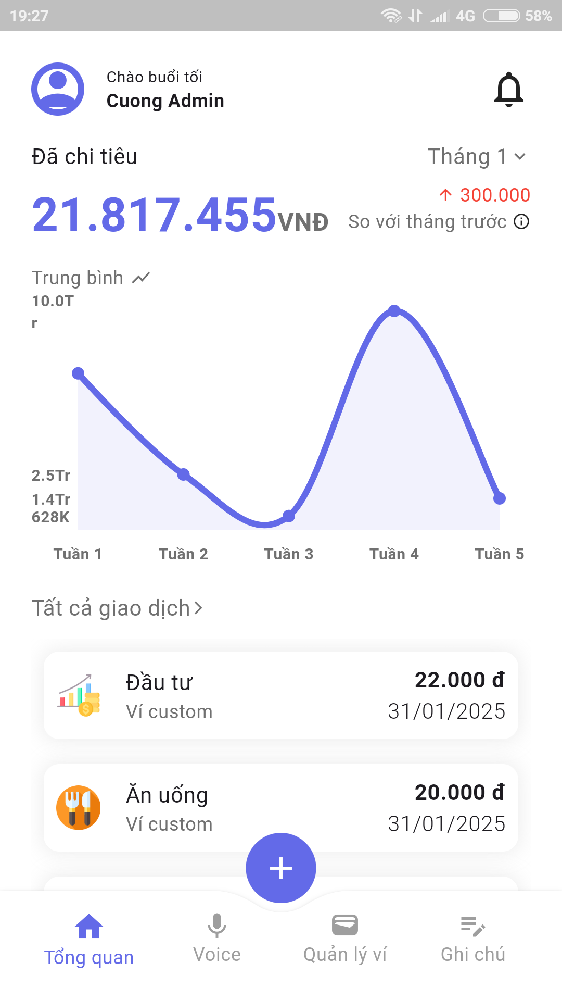 19:27
4G 58%
Chào buổi tối
Cuong Admin
Đã chi tiêu
Tháng 1
21.817.455VNĐ
300.000
So với tháng trước
Trung bình
10.0T
r
2.5Tr
1.4Tr
628K
Tuần 1 Tuần 2 Tuần 3 Tuần 4 Tuần 5
Tất cả giao dịch
Đầu tư
22.000 đ
Ví custom
31/01/2025
Ăn uống
20.000 đ
Ví custom
31/01/2025
Tổng quan Voice Quản lý ví Ghi chú